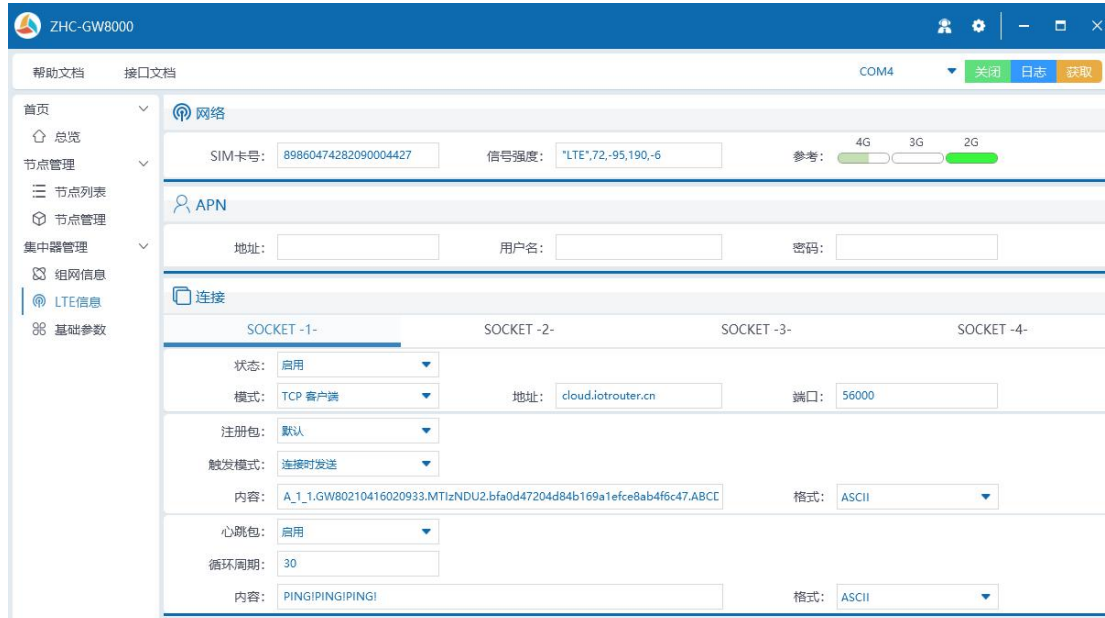 ZHC-GW8000
帮助文档 接口文档 COM4 关闭 日志 获取
首页
总览
节点管理
节点列表
节点管理
集中器管理
组网信息
LTE信息
基础参数
网络
SIM卡号: 89860474282090004427 信号强度: "LTE",72,-95,190,-6 参考: 4G 3G 2G
APN
地址: 用户名: 密码:
连接
SOCKET -1- SOCKET -2- SOCKET -3- SOCKET -4-
状态: 启用
模式: TCP 客户端 地址: cloud.iotrouter.cn 端口: 56000
注册包: 默认
触发模式: 连接时发送
内容: A_1_1.GW80210416020933.MTIzNDU2.bfa0d47204d84b169a1efce8ab4f6c47.ABCD 格式: ASCII
心跳包: 启用
循环周期: 30
内容: PING!PING!PING! 格式: ASCII